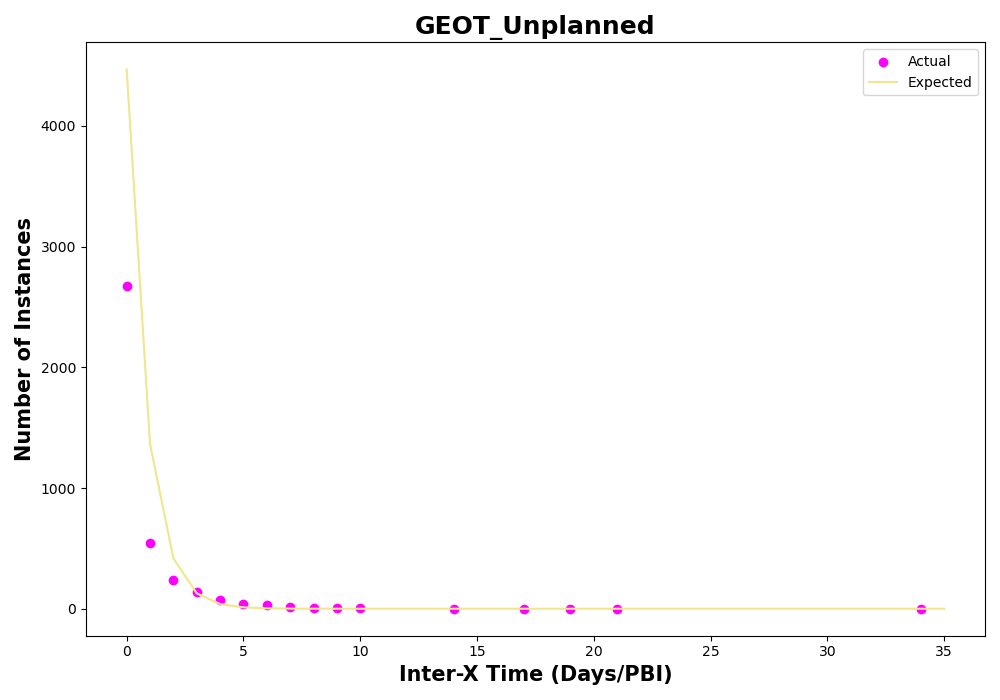 GEOT_Unplanned
Actual
Expected
Number of Instances
4000
3000
2000
1000
0
0 5 10 15 20 25 30 35
Inter-X Time (Days/PBI)